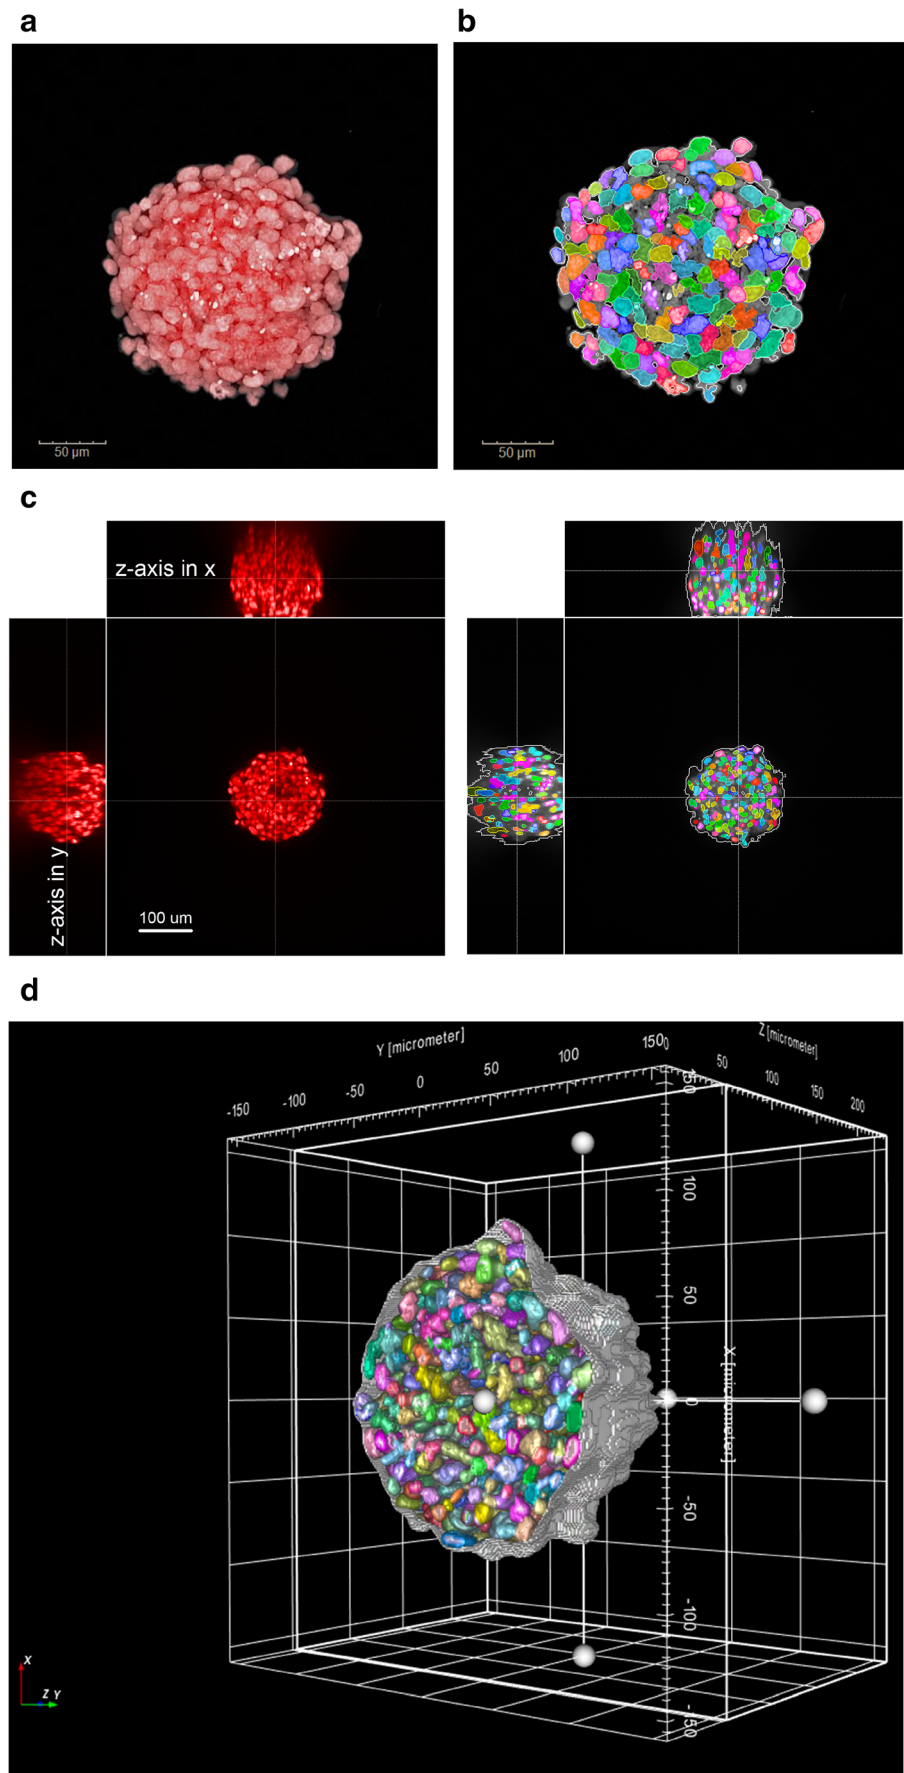 a
b
50 µm
50 µm
c
z-axis in x
z-axis in y
100 um
d
Y [micrometer]
Z [micrometer]
-150
-100
-50
0
50
100
150
0
50
100
150
200
150
100
50
0
-50
-100
-150
X [micrometer]
X
Z Y